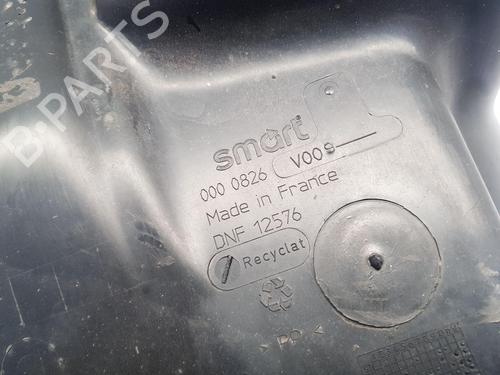 B-PARTS
smart
000 0826 V009
Made in France
DNF 12576
Recyclat
> PP <